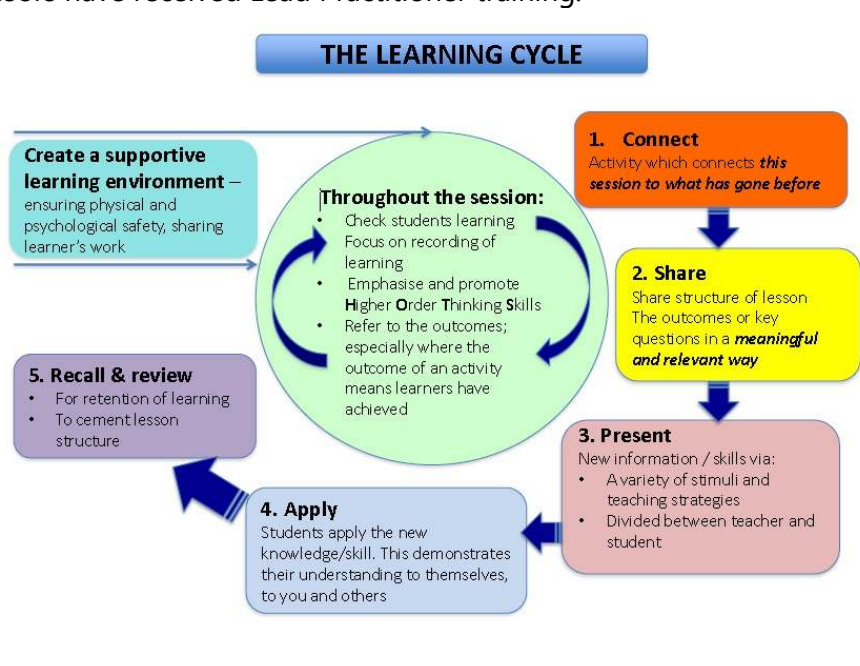 have received Lead Practitioner training.
THE LEARNING CYCLE
Create a supportive
learning environment –
ensuring physical and
psychological safety, sharing
learner's work
Throughout the session:
• Check students learning
Focus on recording of
learning
• Emphasise and promote
Higher Order Thinking Skills
• Refer to the outcomes;
especially where the
outcome of an activity
means learners have
achieved
1. Connect
Activity which connects this
session to what has gone before
2. Share
Share structure of lesson
The outcomes or key
questions in a meaningful
and relevant way
3. Present
New information / skills via:
• A variety of stimuli and
teaching strategies
• Divided between teacher and
student
4. Apply
Students apply the new
knowledge/skill. This demonstrates
their understanding to themselves,
to you and others
5. Recall & review
• For retention of learning
• To cement lesson
structure